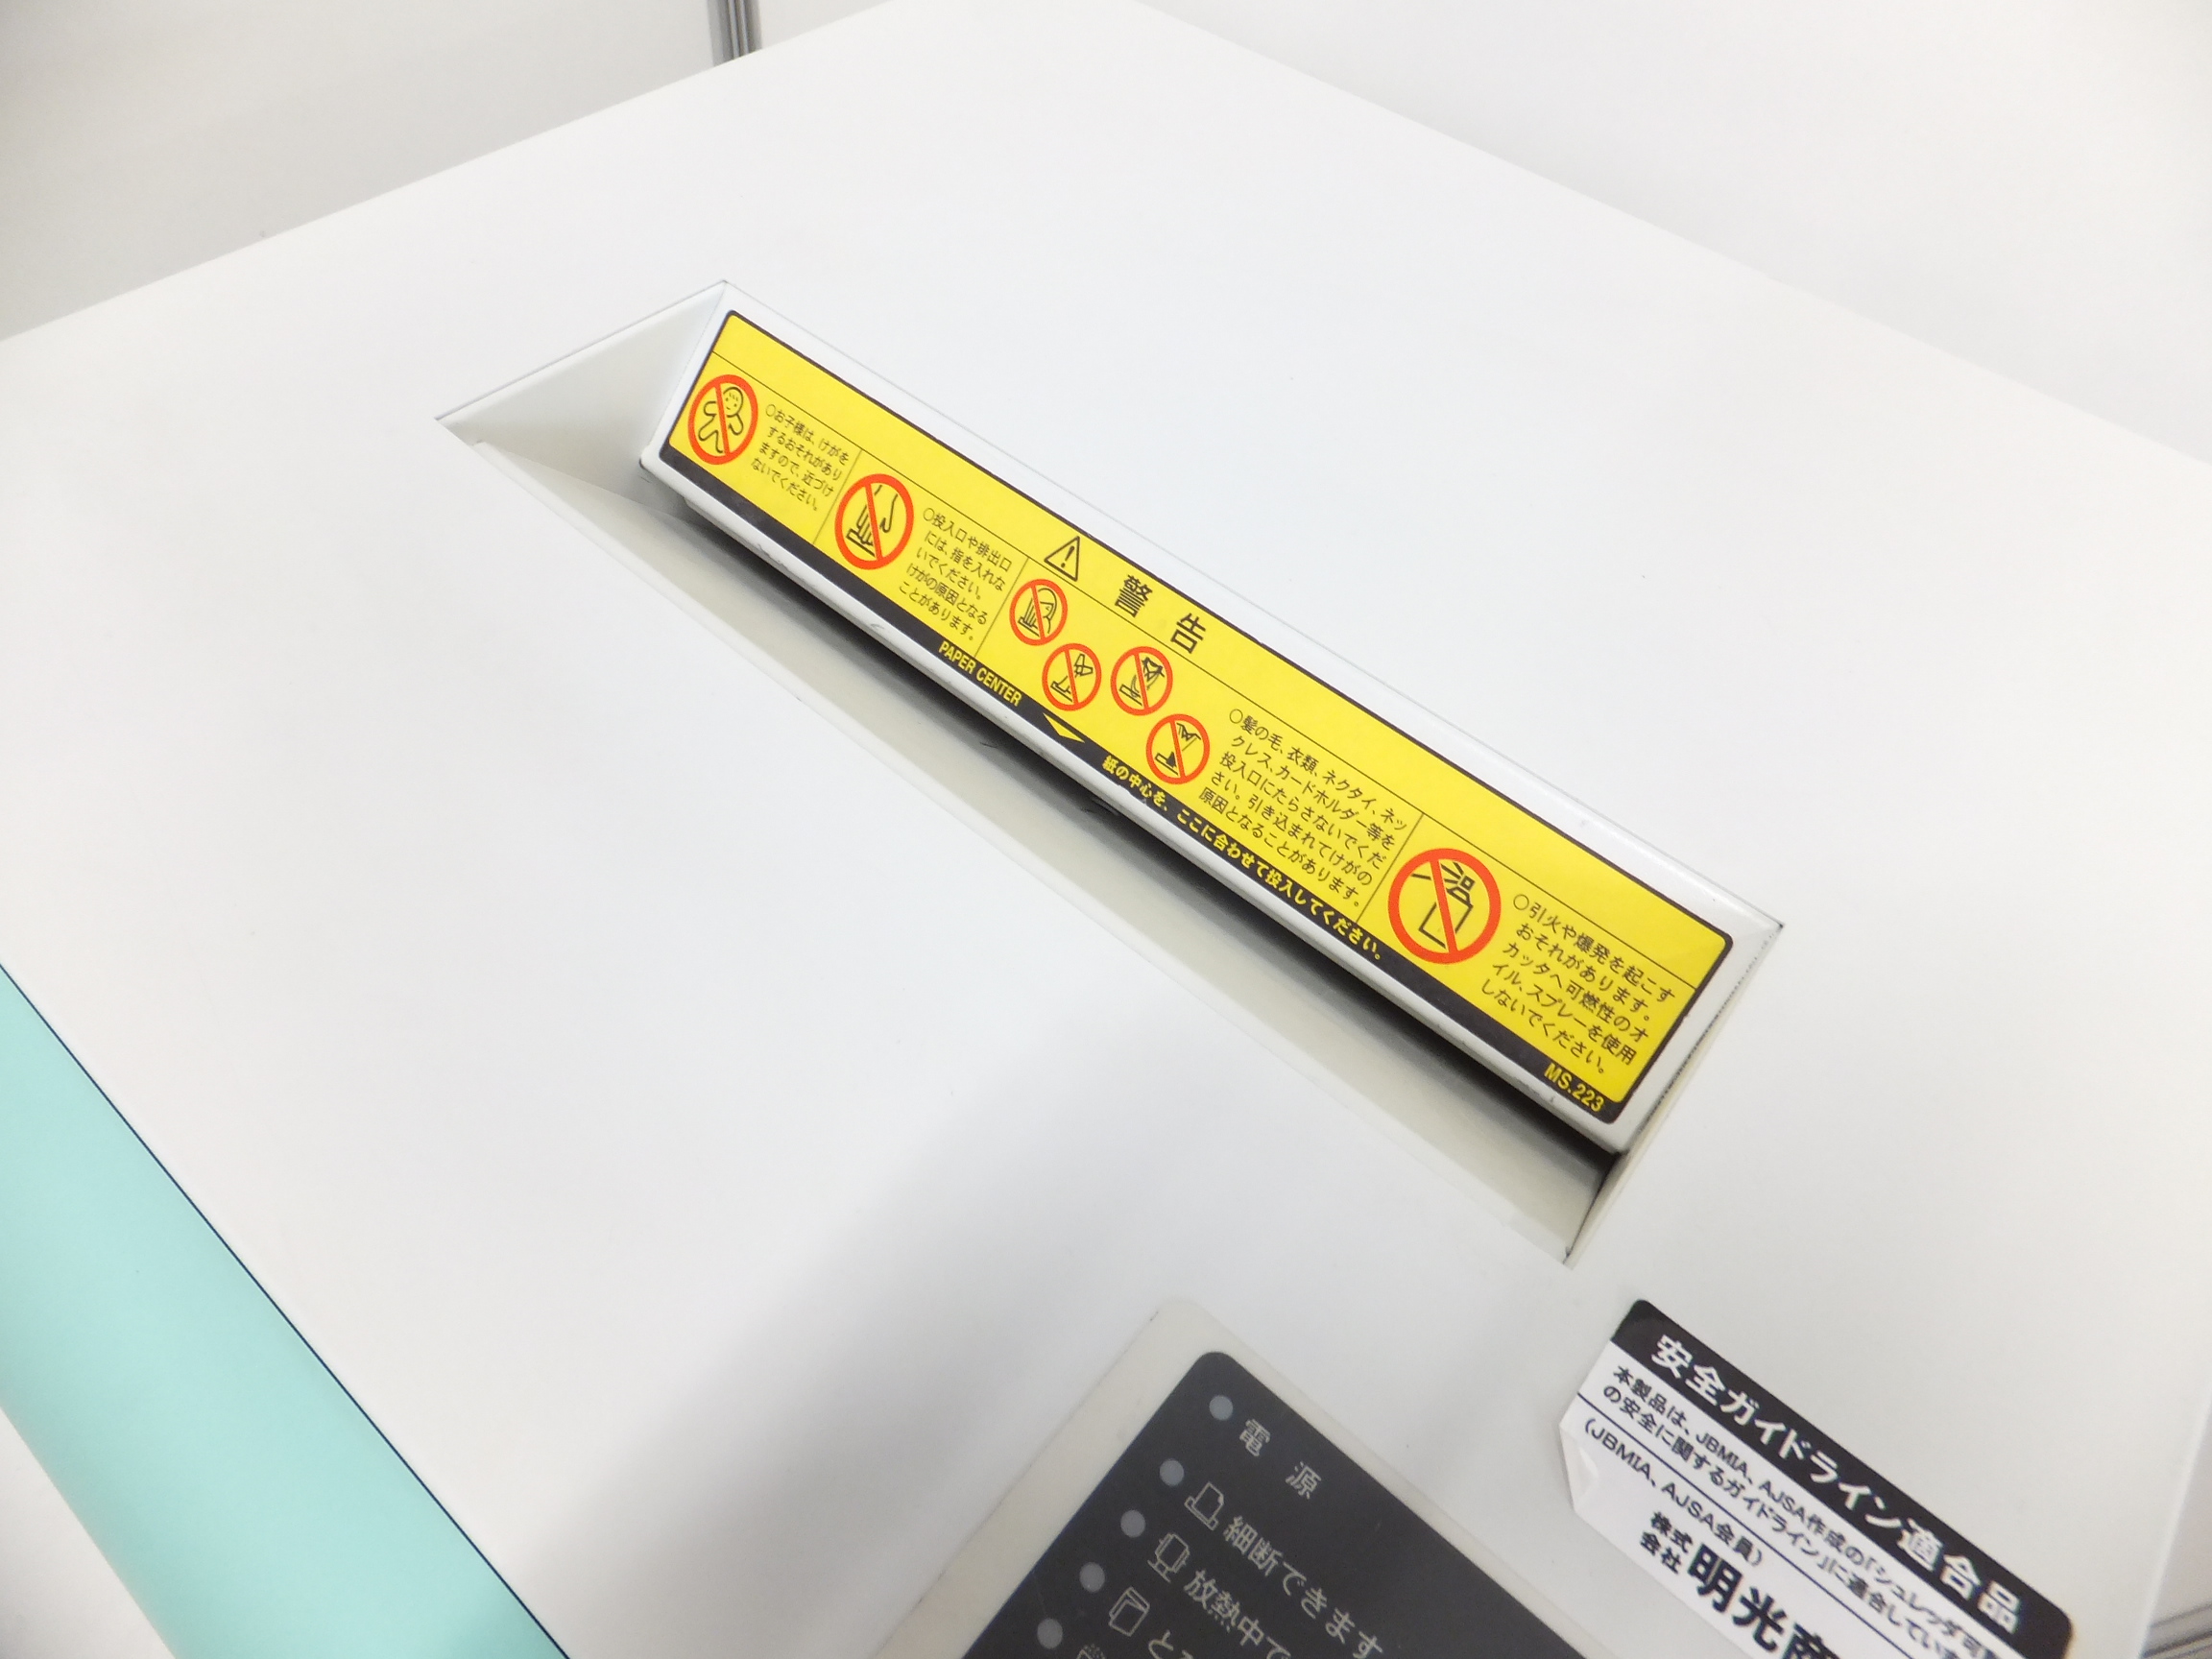 警告
○お子様は、けがを
するおそれがあり
ますので、近づけ
ないでください。
○投入口や排出口
には、指を入れな
いでください。
けがの原因となる
ことがあります。
○髪の毛、衣類、ネクタイ、ネッ
クレス、カードホルダー等を
投入口にたらさないでくだ
さい。引き込まれてけがの
原因となることがあります。
○引火や爆発を起こす
おそれがあります。
カッタへ可燃性のオ
イル、スプレーを使用
しないでください。
PAPER CENTER
紙の中心を、ここに合わせて投入してください。
MS.223
電源
細断できます
放熱中で
安全ガイドライン適合品
本製品は、JBMIA、AJSA作成の「シュレッダ
の安全に関するガイドライン」に適合してい
(JBMIA、AJSA会員)
株式会社 明光商